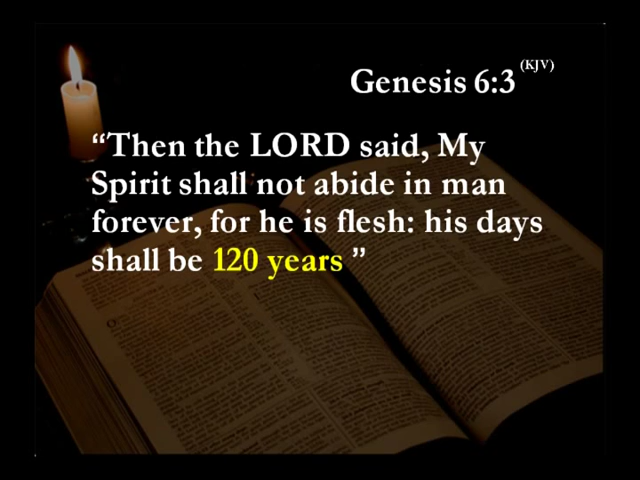 Genesis 6:3 (KJV)
“Then the LORD said, My
Spirit shall not abide in man
forever, for he is flesh: his days
shall be 120 years ”